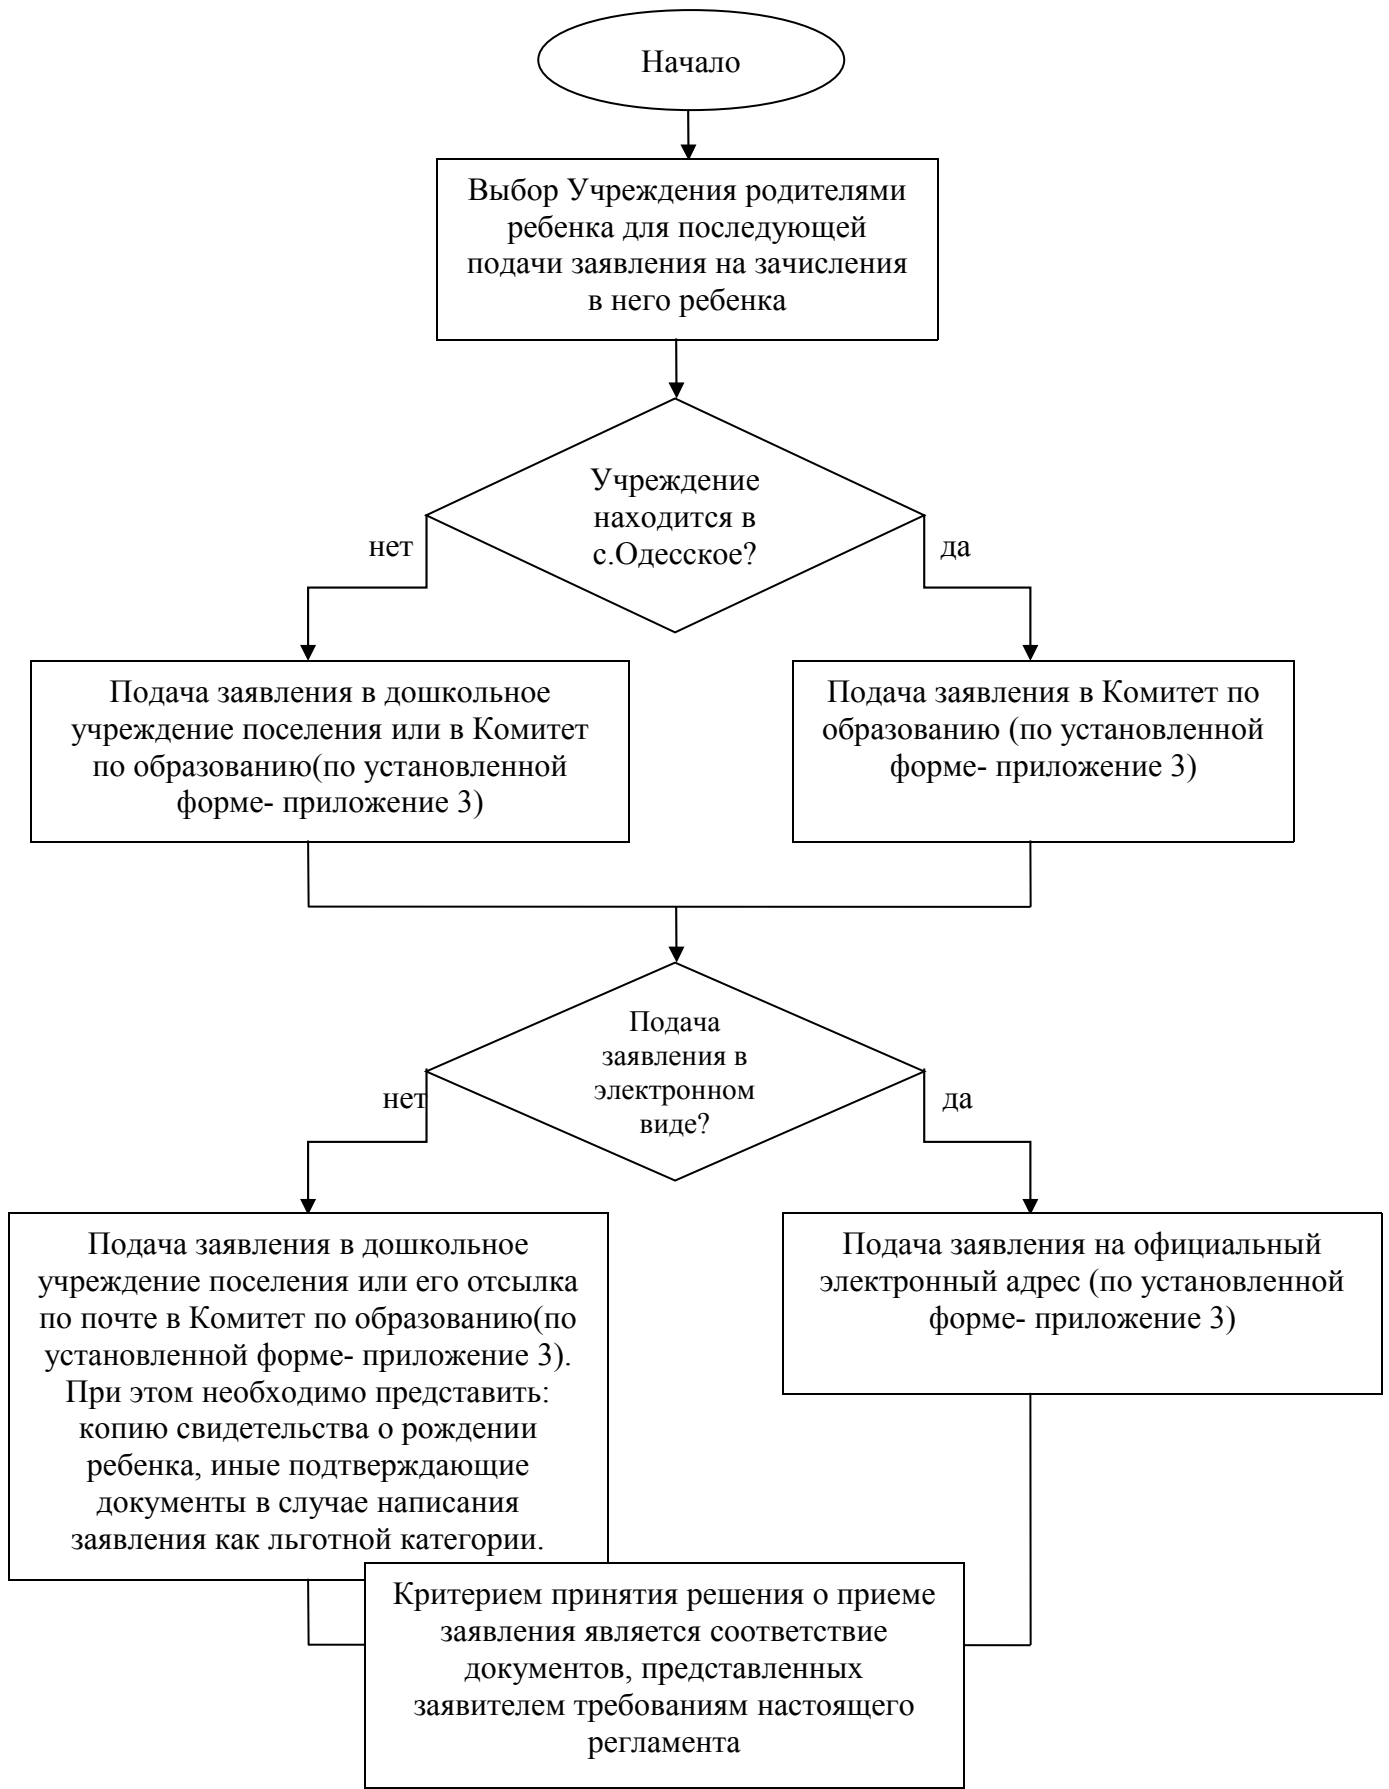 Начало
Выбор Учреждения родителями
ребенка для последующей
подачи заявления на зачисления
в него ребенка
Учреждение
находится в
с.Одесское?
нет
да
Подача заявления в дошкольное
учреждение поселения или в Комитет
по образованию(по установленной
форме- приложение 3)
Подача заявления в Комитет по
образованию (по установленной
форме- приложение 3)
Подача
заявления в
электронном
виде?
нет
да
Подача заявления в дошкольное
учреждение поселения или его отсылка
по почте в Комитет по образованию(по
установленной форме- приложение 3).
При этом необходимо представить:
копию свидетельства о рождении
ребенка, иные подтверждающие
документы в случае написания
заявления как льготной категории.
Подача заявления на официальный
электронный адрес (по установленной
форме- приложение 3)
Критерием принятия решения о приеме
заявления является соответствие
документов, представленных
заявителем требованиям настоящего
регламента